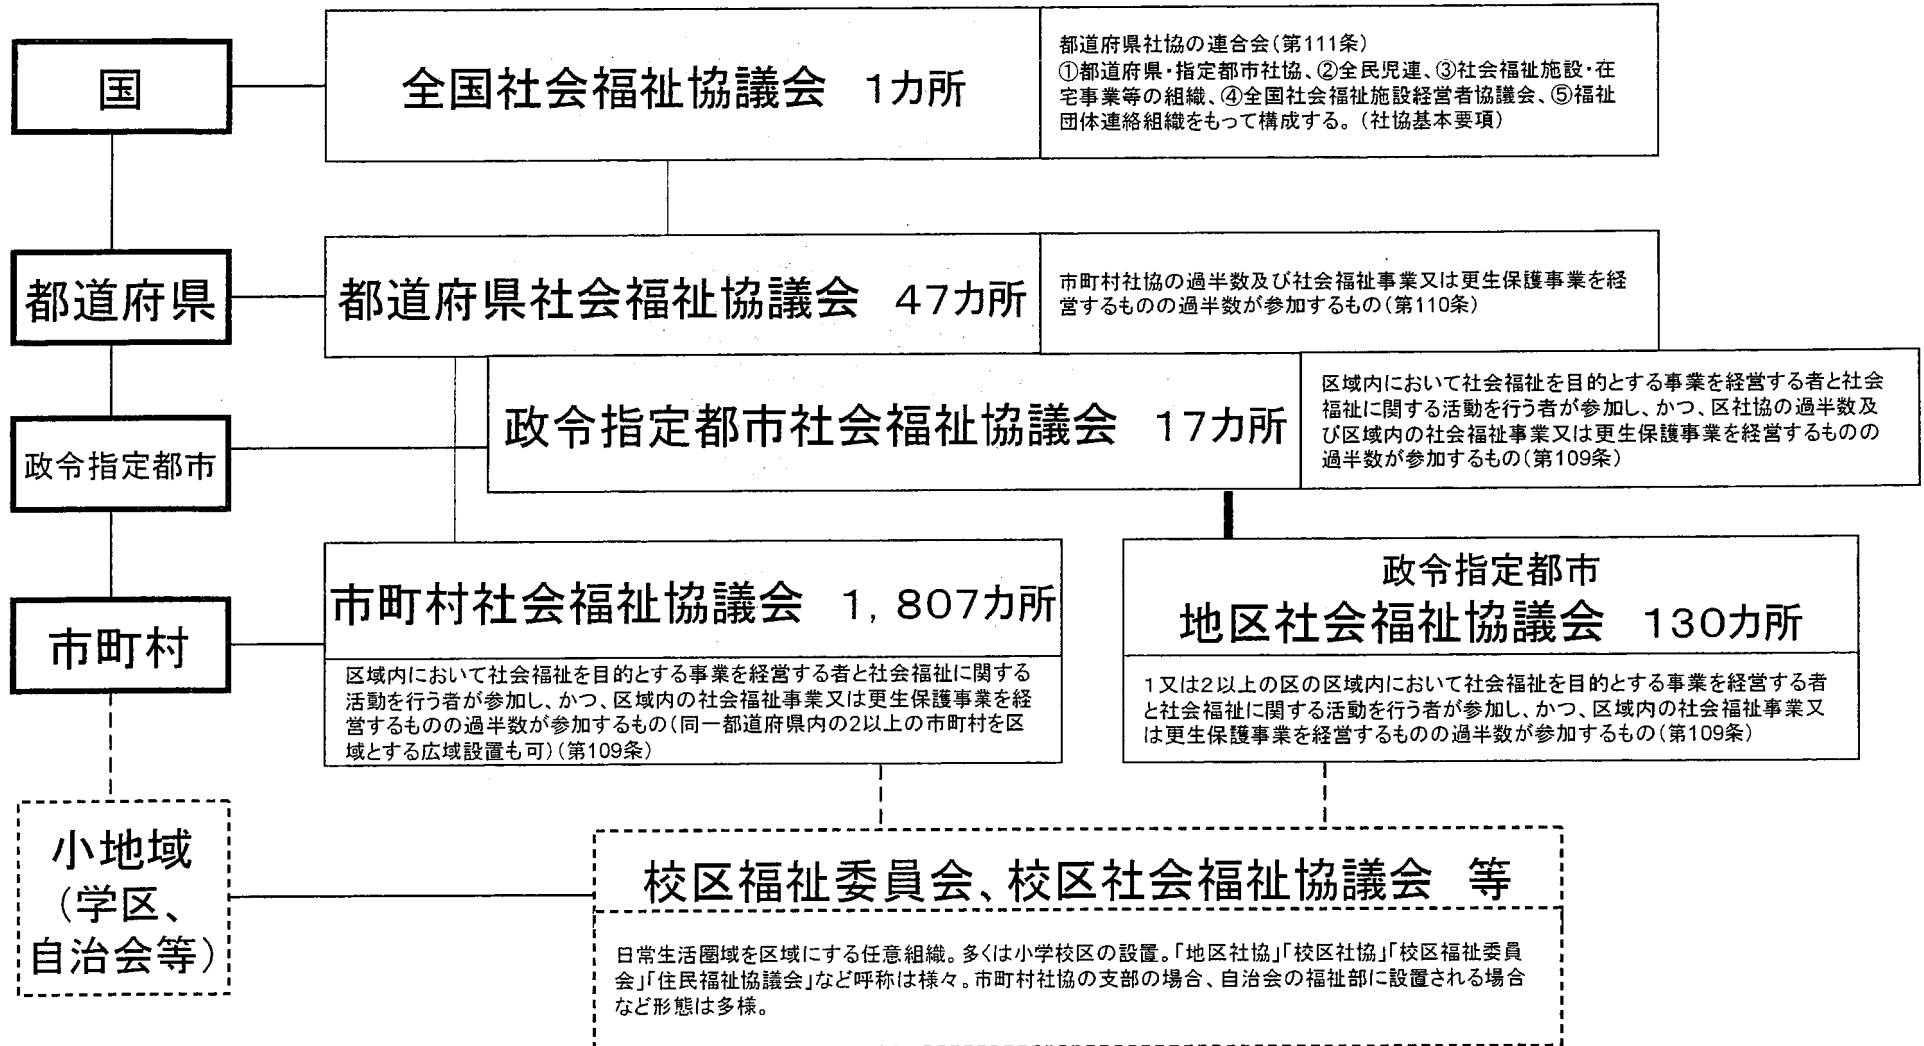 国
全国社会福祉協議会　1カ所
都道府県社協の連合会(第111条)
①都道府県・指定都市社協、②全民児連、③社会福祉施設・在
宅事業等の組織、④全国社会福祉施設経営者協議会、⑤福祉
団体連絡組織をもって構成する。(社協基本要項)
都道府県
都道府県社会福祉協議会　47カ所
市町村社協の過半数及び社会福祉事業又は更生保護事業を経
営するものの過半数が参加するもの(第110条)
政令指定都市
政令指定都市社会福祉協議会　17カ所
区域内において社会福祉を目的とする事業を経営する者と社会
福祉に関する活動を行う者が参加し、かつ、区社協の過半数及
び区域内の社会福祉事業又は更生保護事業を経営するものの
過半数が参加するもの(第109条)
市町村
市町村社会福祉協議会　1,807カ所
区域内において社会福祉を目的とする事業を経営する者と社会福祉に関する
活動を行う者が参加し、かつ、区域内の社会福祉事業又は更生保護事業を経
営するものの過半数が参加するもの(同一都道府県内の2以上の市町村を区
域とする広域設置も可)(第109条)
政令指定都市
地区社会福祉協議会　130カ所
1又は2以上の区の区域内において社会福祉を目的とする事業を経営する者
と社会福祉に関する活動を行う者が参加し、かつ、区域内の社会福祉事業又
は更生保護事業を経営するものの過半数が参加するもの(第109条)
小地域
(学区、
自治会等)
校区福祉委員会、校区社会福祉協議会　等
日常生活圏域を区域にする任意組織。多くは小学校区の設置。「地区社協」「校区社協」「校区福祉委員
会」「住民福祉協議会」など呼称は様々。市町村社協の支部の場合、自治会の福祉部に設置される場合
など形態は多様。